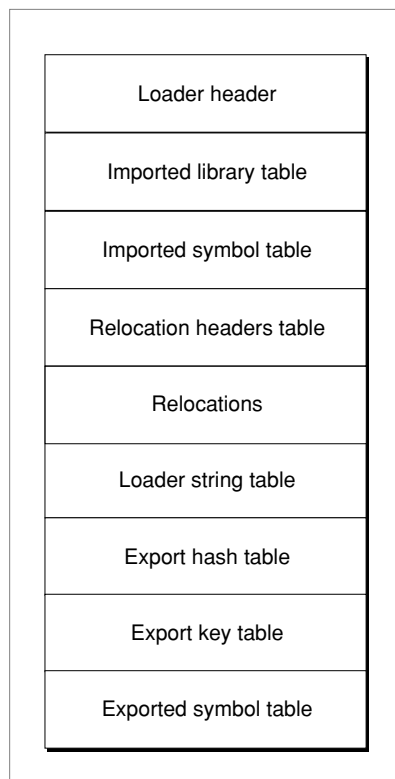 Loader header
Imported library table
Imported symbol table
Relocation headers table
Relocations
Loader string table
Export hash table
Export key table
Exported symbol table